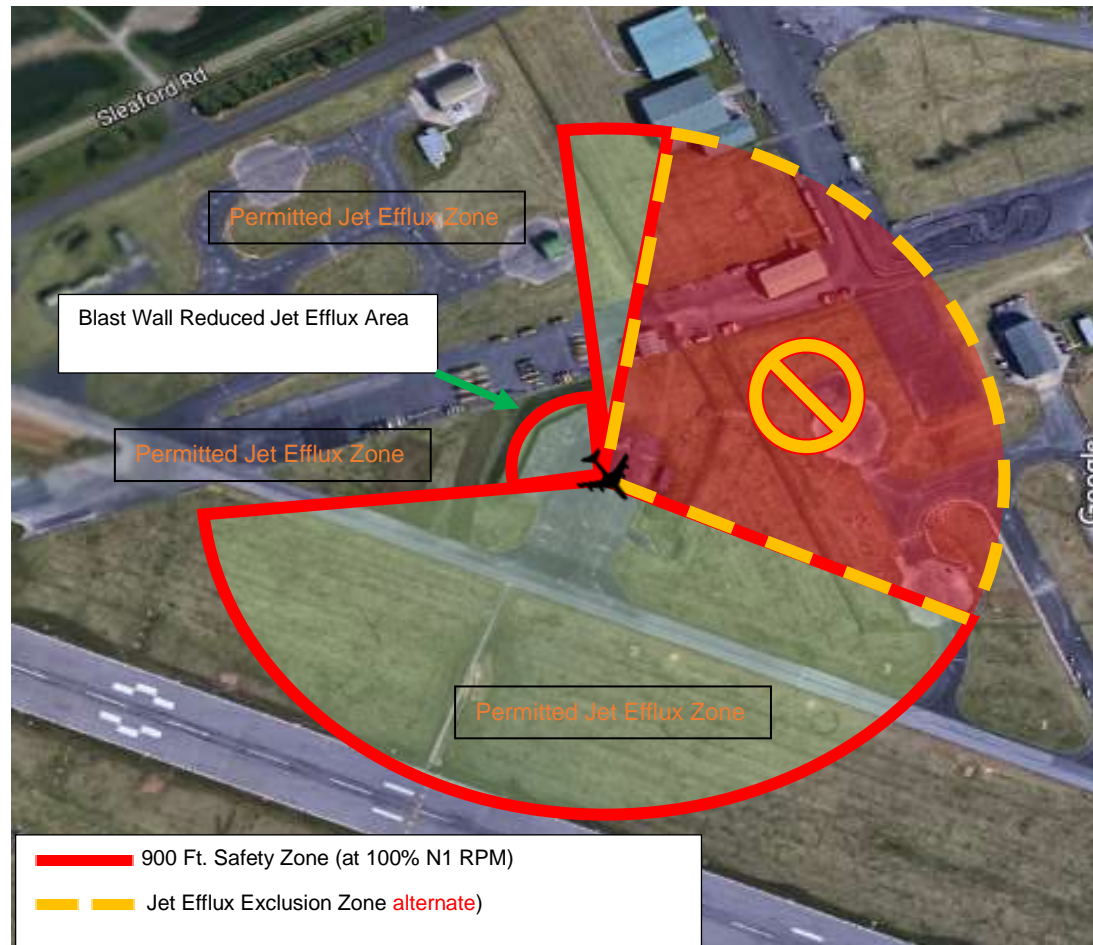 Sleaford Rd
Permitted Jet Efflux Zone
Blast Wall Reduced Jet Efflux Area
Permitted Jet Efflux Zone
Google
Permitted Jet Efflux Zone
900 Ft. Safety Zone (at 100% N1 RPM)
Jet Efflux Exclusion Zone alternate)